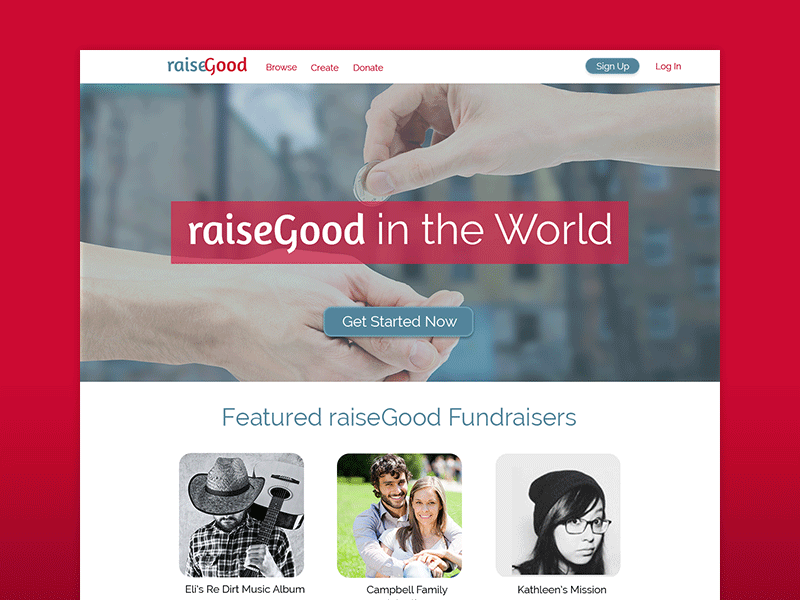 raiseGood Browse Create Donate Sign Up Log In
raiseGood in the World
Get Started Now
Featured raiseGood Fundraisers
Eli's Re Dirt Music Album Campbell Family Kathleen's Mission